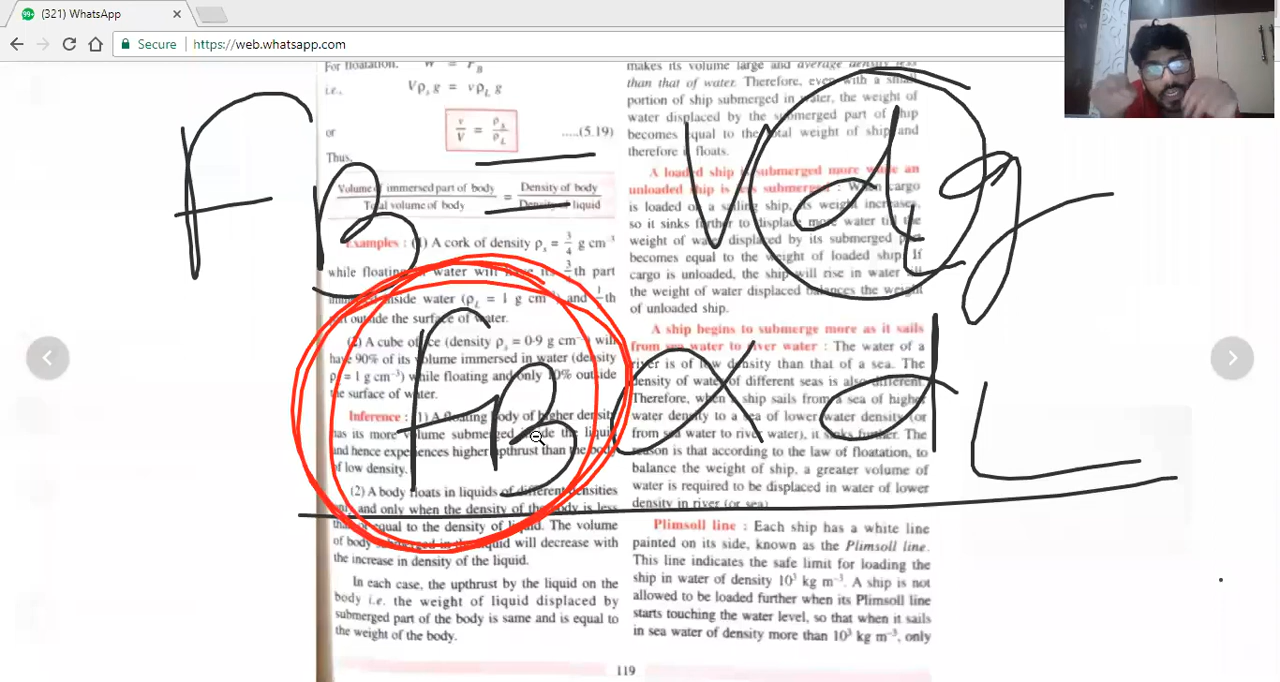 (321) WhatsApp
Secure https://web.whatsapp.com
For floatation, W = F_B
i.e., Vρ_s g = vρ_L g
or v/V = ρ_s/ρ_L .....(5.19)
Thus,
Volume of immersed part of body / Total volume of body = Density of body / Density of liquid
Examples : (1) A cork of density ρ_s = 3/4 g cm⁻³
while floating water will have its 3/4 th part
inside water (ρ_L = 1 g cm and 1 th
outside the surface of water.
(2) A cube of ice (density ρ_s = 0·9 g cm⁻³) will
have 90% of its volume immersed in water (density
= 1 g cm⁻³) while floating and only 10% outside
the surface of water.
Inference : (1) A floating body of higher density
has its more volume submerged inside the liquid
and hence experiences higher upthrust than the body
of low density.
(2) A body floats in liquids of different densities
and only when the density of the body is less
than or equal to the density of liquid. The volume
of body submerged in the liquid will decrease with
the increase in density of the liquid.
In each case, the upthrust by the liquid on the
body i.e. the weight of liquid displaced by
submerged part of the body is same and is equal to
the weight of the body.
makes its volume large and average density less
than that of water. Therefore, even with a small
portion of ship submerged in water, the weight of
water displaced by the submerged part of ship
becomes equal to the total weight of ship and
therefore it floats.
A loaded ship is submerged more while an
unloaded ship is less submerged : When cargo
is loaded on a sailing ship, its weight increases,
so it sinks further to displace more water till the
weight of water displaced by its submerged part
becomes equal to the weight of loaded ship. If
cargo is unloaded, the ship will rise in water till
the weight of water displaced balances the weight
of unloaded ship.
A ship begins to submerge more as it sails
from sea water to river water : The water of a
river is of low density than that of a sea. The
density of water of different seas is also different.
Therefore, when a ship sails from a sea of higher
water density to a sea of lower water density (or
from sea water to river water), it sinks further. The
reason is that according to the law of floatation, to
balance the weight of ship, a greater volume of
water is required to be displaced in water of lower
density in river (or sea)
Plimsoll line : Each ship has a white line
painted on its side, known as the Plimsoll line.
This line indicates the safe limit for loading the
ship in water of density 10³ kg m⁻³. A ship is not
allowed to be loaded further when its Plimsoll line
starts touching the water level, so that when it sails
in sea water of density more than 10³ kg m⁻³, only
119
FB
V d L g
FB α d L